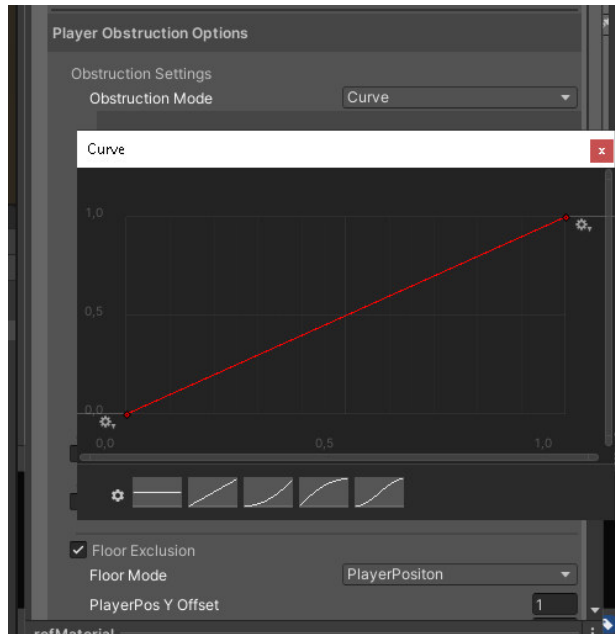 Player Obstruction Options
Obstruction Settings
Obstruction Mode Curve
Curve
x
1,0
0,5
0,0
0,0 0,5 1,0
Floor Exclusion
Floor Mode PlayerPositon
PlayerPos Y Offset 1
refMaterial